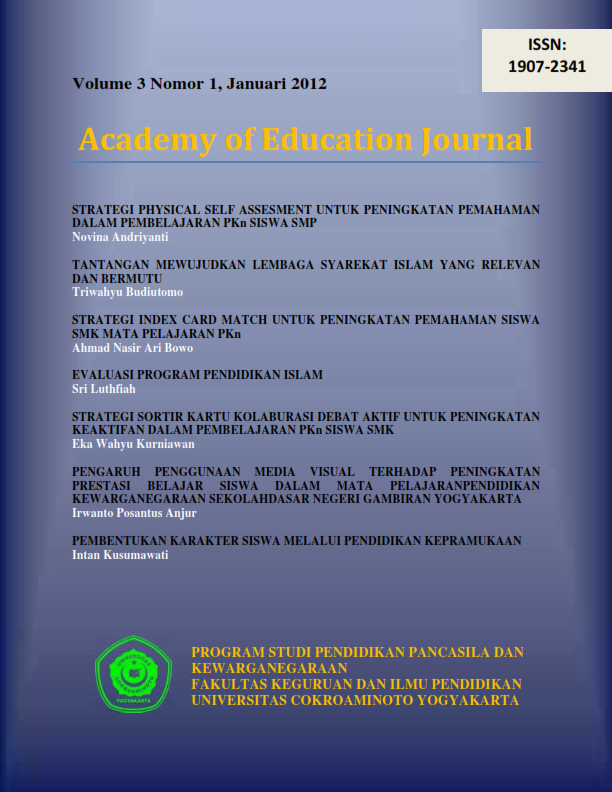 ISSN:
1907-2341
Volume 3 Nomor 1, Januari 2012
Academy of Education Journal
STRATEGI PHYSICAL SELF ASSESMENT UNTUK PENINGKATAN PEMAHAMAN
DALAM PEMBELAJARAN PKn SISWA SMP
Novina Andriyanti
TANTANGAN MEWUJUDKAN LEMBAGA SYAREKAT ISLAM YANG RELEVAN
DAN BERMUTU
Triwahyu Budiutomo
STRATEGI INDEX CARD MATCH UNTUK PENINGKATAN PEMAHAMAN SISWA
SMK MATA PELAJARAN PKn
Ahmad Nasir Ari Bowo
EVALUASI PROGRAM PENDIDIKAN ISLAM
Sri Luthfiah
STRATEGI SORTIR KARTU KOLABURASI DEBAT AKTIF UNTUK PENINGKATAN
KEAKTIFAN DALAM PEMBELAJARAN PKn SISWA SMK
Eka Wahyu Kurniawan
PENGARUH PENGGUNAAN MEDIA VISUAL TERHADAP PENINGKATAN
PRESTASI BELAJAR SISWA DALAM MATA PELAJARANPENDIDIKAN
KEWARGANEGARAAN SEKOLAHDASAR NEGERI GAMBIRAN YOGYAKARTA
Irwanto Posantus Anjur
PEMBENTUKAN KARAKTER SISWA MELALUI PENDIDIKAN KEPRAMUKAAN
Intan Kusumawati
UNIVERSITAS
COKROAMINOTO
YOGYAKARTA
PROGRAM STUDI PENDIDIKAN PANCASILA DAN
KEWARGANEGARAAN
FAKULTAS KEGURUAN DAN ILMU PENDIDIKAN
UNIVERSITAS COKROAMINOTO YOGYAKARTA